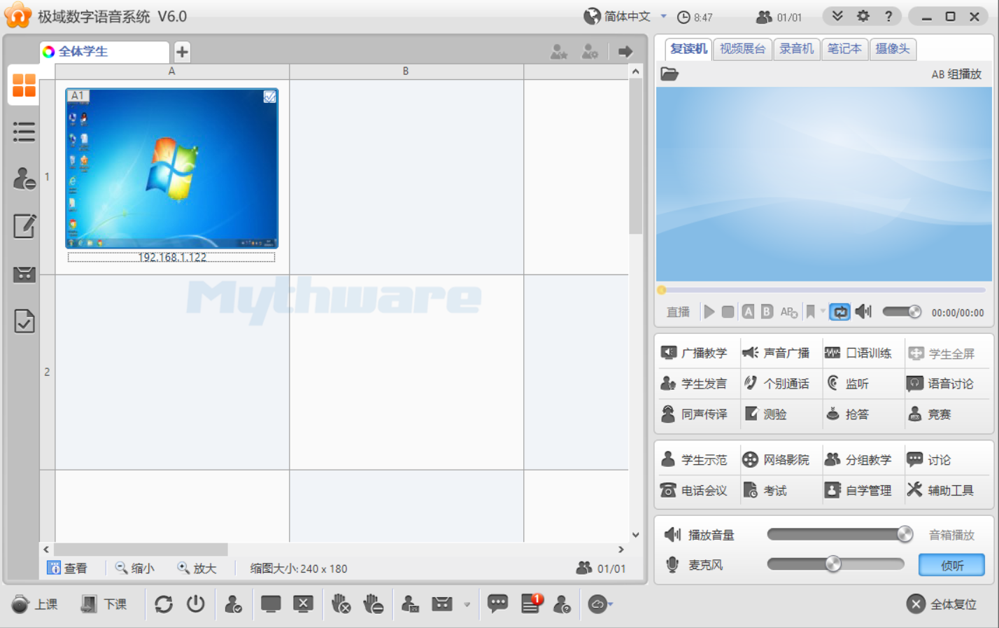 极域数字语音系统 V6.0
简体中文
8:47
01/01
全体学生
A
B
1
A1
192.168.1.122
Mythware
2
查看
缩小
放大
缩图大小: 240 x 180
01/01
复读机
视频展台
录音机
笔记本
摄像头
AB 组播放
直播
A
B
AB
00:00/00:00
广播教学
声音广播
口语训练
学生全屏
学生发言
个别通话
监听
语音讨论
同声传译
测验
抢答
竞赛
学生示范
网络影院
分组教学
讨论
电话会议
考试
自学管理
辅助工具
播放音量
音箱播放
麦克风
侦听
上课
下课
1
全体复位